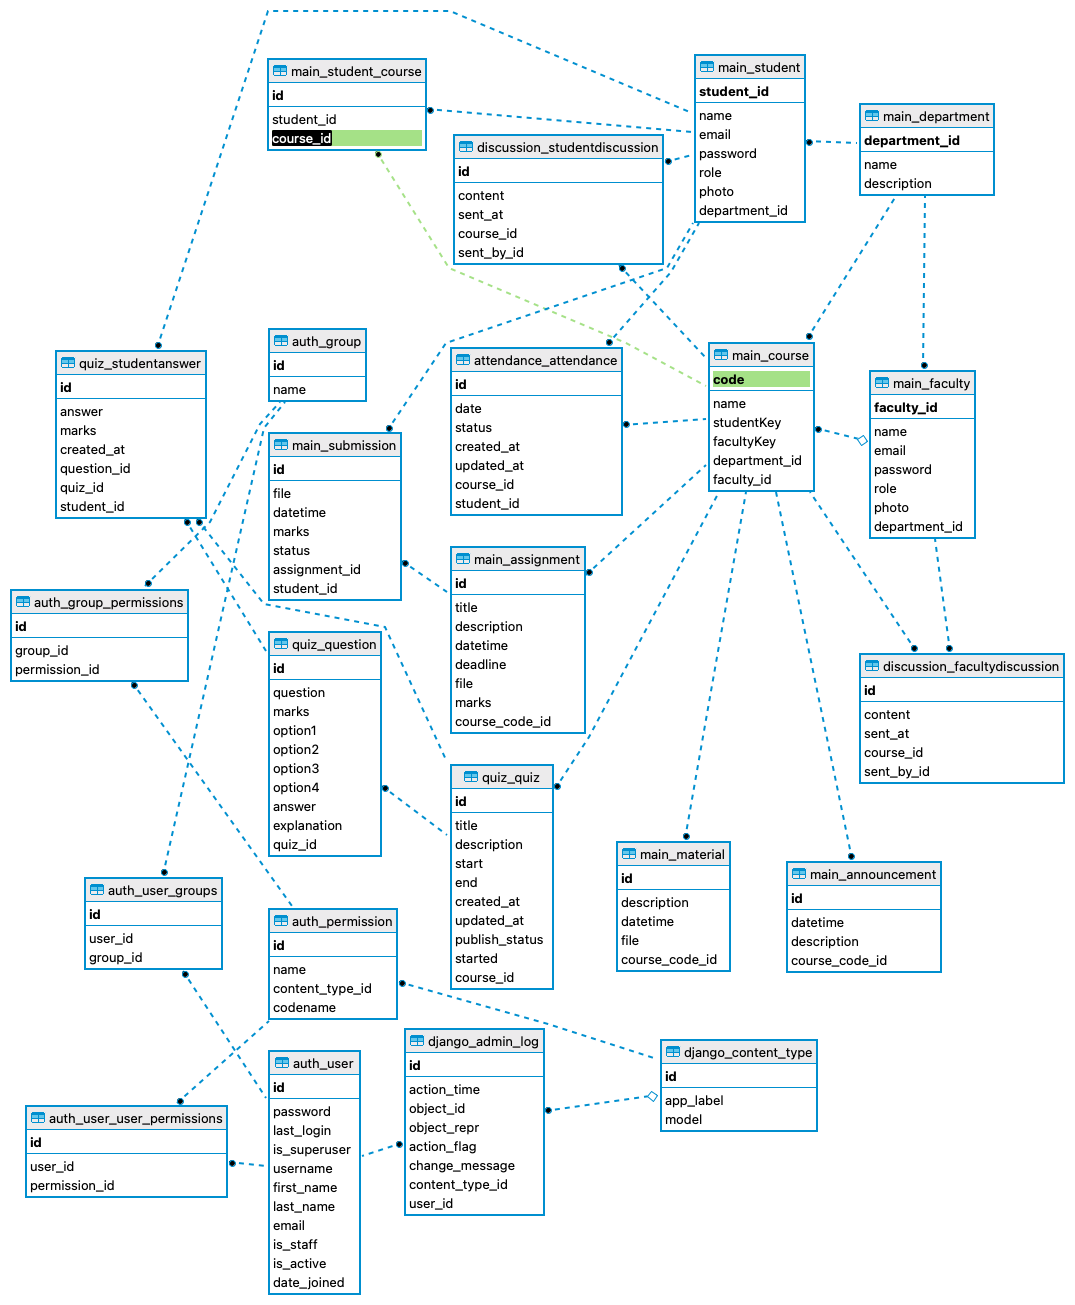 main_student_course
id
student_id
course_id
main_student
student_id
name
email
password
role
photo
department_id
main_department
department_id
name
description
discussion_studentdiscussion
id
content
sent_at
course_id
sent_by_id
quiz_studentanswer
id
answer
marks
created_at
question_id
quiz_id
student_id
auth_group
id
name
attendance_attendance
id
date
status
created_at
updated_at
course_id
student_id
main_course
code
name
studentKey
facultyKey
department_id
faculty_id
main_faculty
faculty_id
name
email
password
role
photo
department_id
main_submission
id
file
datetime
marks
status
assignment_id
student_id
main_assignment
id
title
description
datetime
deadline
file
marks
course_code_id
auth_group_permissions
id
group_id
permission_id
quiz_question
id
question
marks
option1
option2
option3
option4
answer
explanation
quiz_id
discussion_facultydiscussion
id
content
sent_at
course_id
sent_by_id
quiz_quiz
id
title
description
start
end
created_at
updated_at
publish_status
started
course_id
main_material
id
description
datetime
file
course_code_id
main_announcement
id
datetime
description
course_code_id
auth_user_groups
id
user_id
group_id
auth_permission
id
name
content_type_id
codename
django_admin_log
id
action_time
object_id
object_repr
action_flag
change_message
content_type_id
user_id
django_content_type
id
app_label
model
auth_user
id
password
last_login
is_superuser
username
first_name
last_name
email
is_staff
is_active
date_joined
auth_user_user_permissions
id
user_id
permission_id